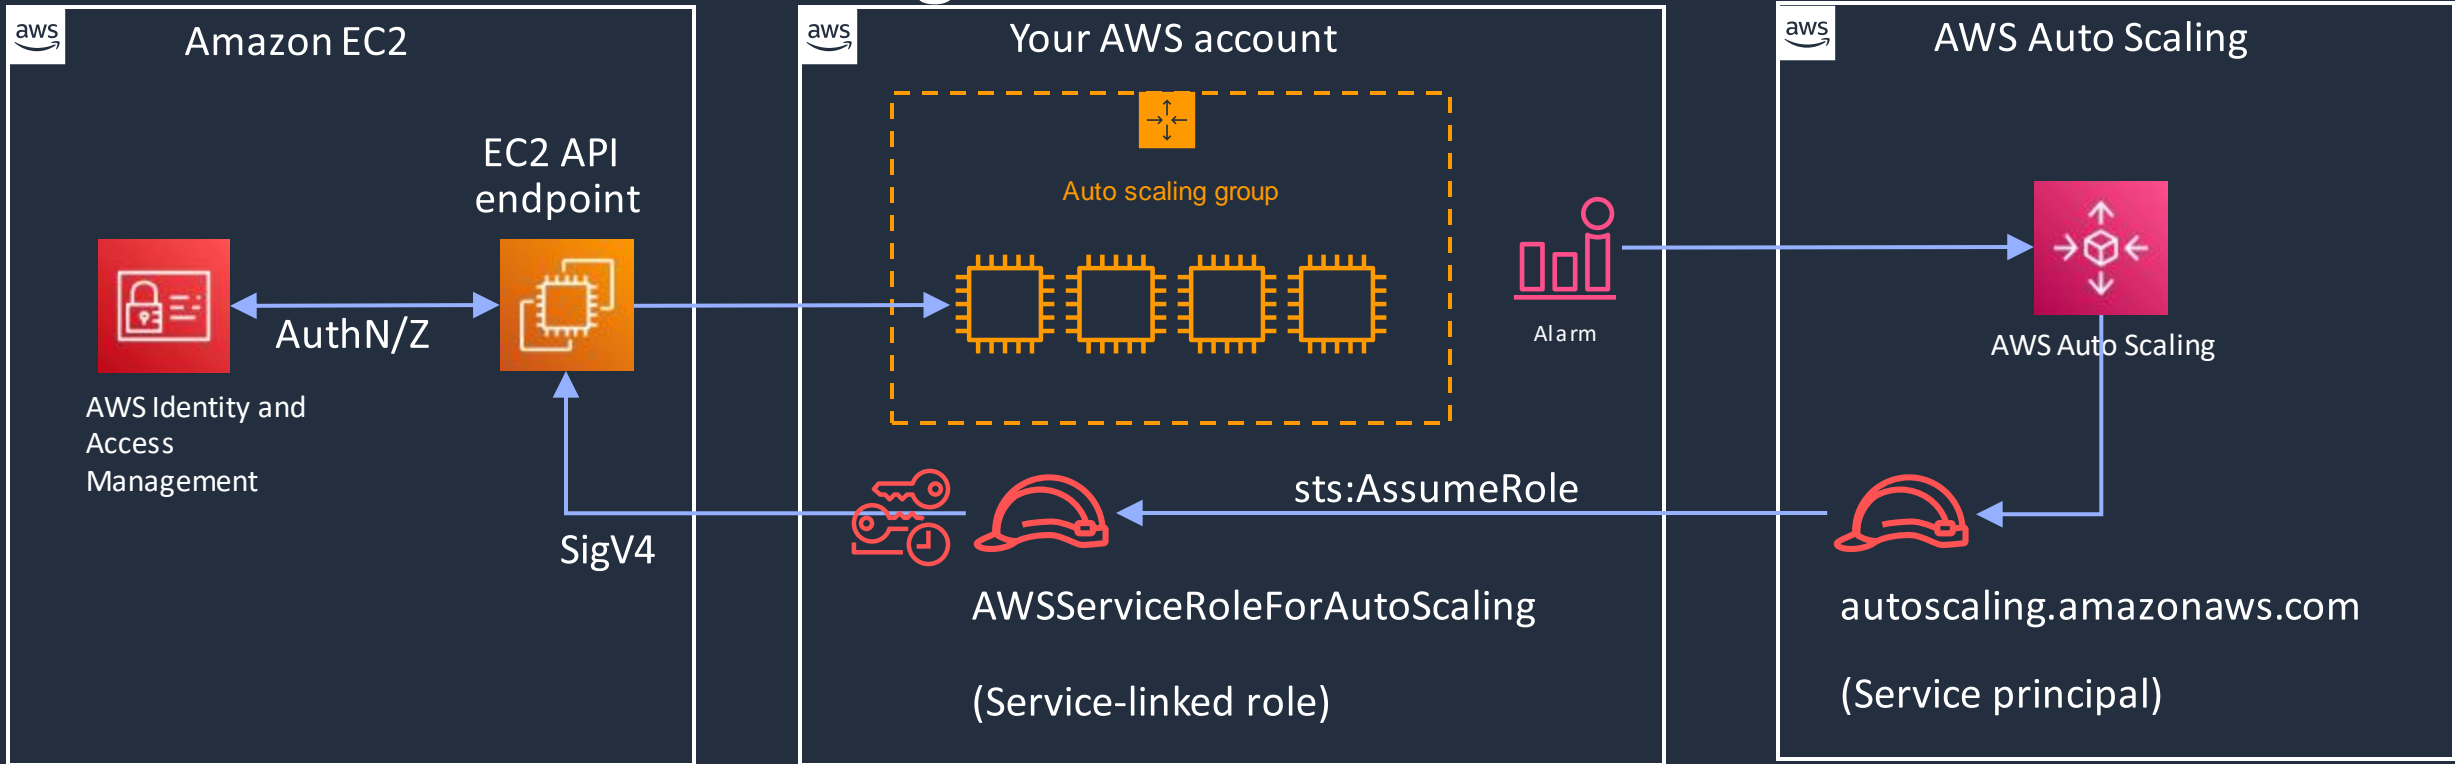 aws
Amazon EC2
EC2 API
endpoint
AuthN/Z
AWS Identity and
Access
Management
SigV4
aws
Your AWS account
Auto scaling group
Alarm
sts:AssumeRole
AWSServiceRoleForAutoScaling
(Service-linked role)
aws
AWS Auto Scaling
AWS Auto Scaling
autoscaling.amazonaws.com
(Service principal)